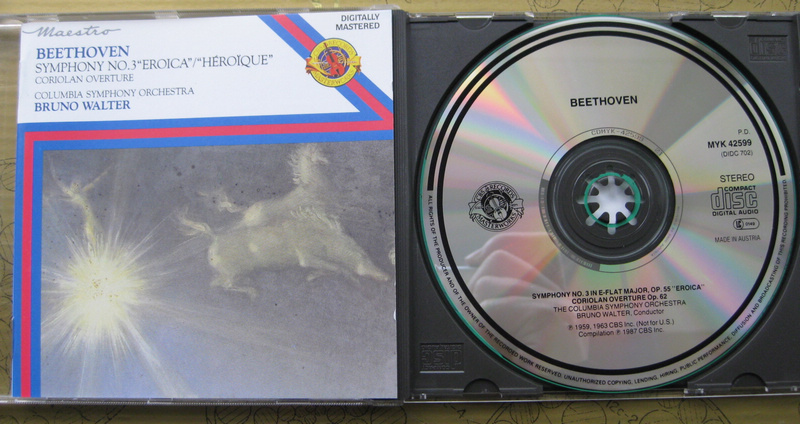 Maestro
DIGITALLY
MASTERED
BEETHOVEN
SYMPHONY NO.3 "EROICA"/"HÉROÏQUE"
CORIOLAN OVERTURE
COLUMBIA SYMPHONY ORCHESTRA
BRUNO WALTER
BEETHOVEN
P.D.
MYK 42599
(DIDC 702)
STEREO
COMPACT
disc
DIGITAL AUDIO
MADE IN AUSTRIA
CBS RECORDS
MASTERWORKS
SYMPHONY NO. 3 IN E-FLAT MAJOR, OP. 55 "EROICA"
CORIOLAN OVERTURE Op. 62
THE COLUMBIA SYMPHONY ORCHESTRA
BRUNO WALTER, Conductor
℗ 1959, 1963 CBS Inc. (Not for U.S.)
Compilation ℗ 1987 CBS Inc.
ALL RIGHTS OF THE PRODUCER AND OF THE OWNER OF THE RECORDED WORK RESERVED. UNAUTHORIZED COPYING, LENDING, HIRING, PUBLIC PERFORMANCE, DIFFUSION AND BROADCASTING OF THIS RECORDING PROHIBITED